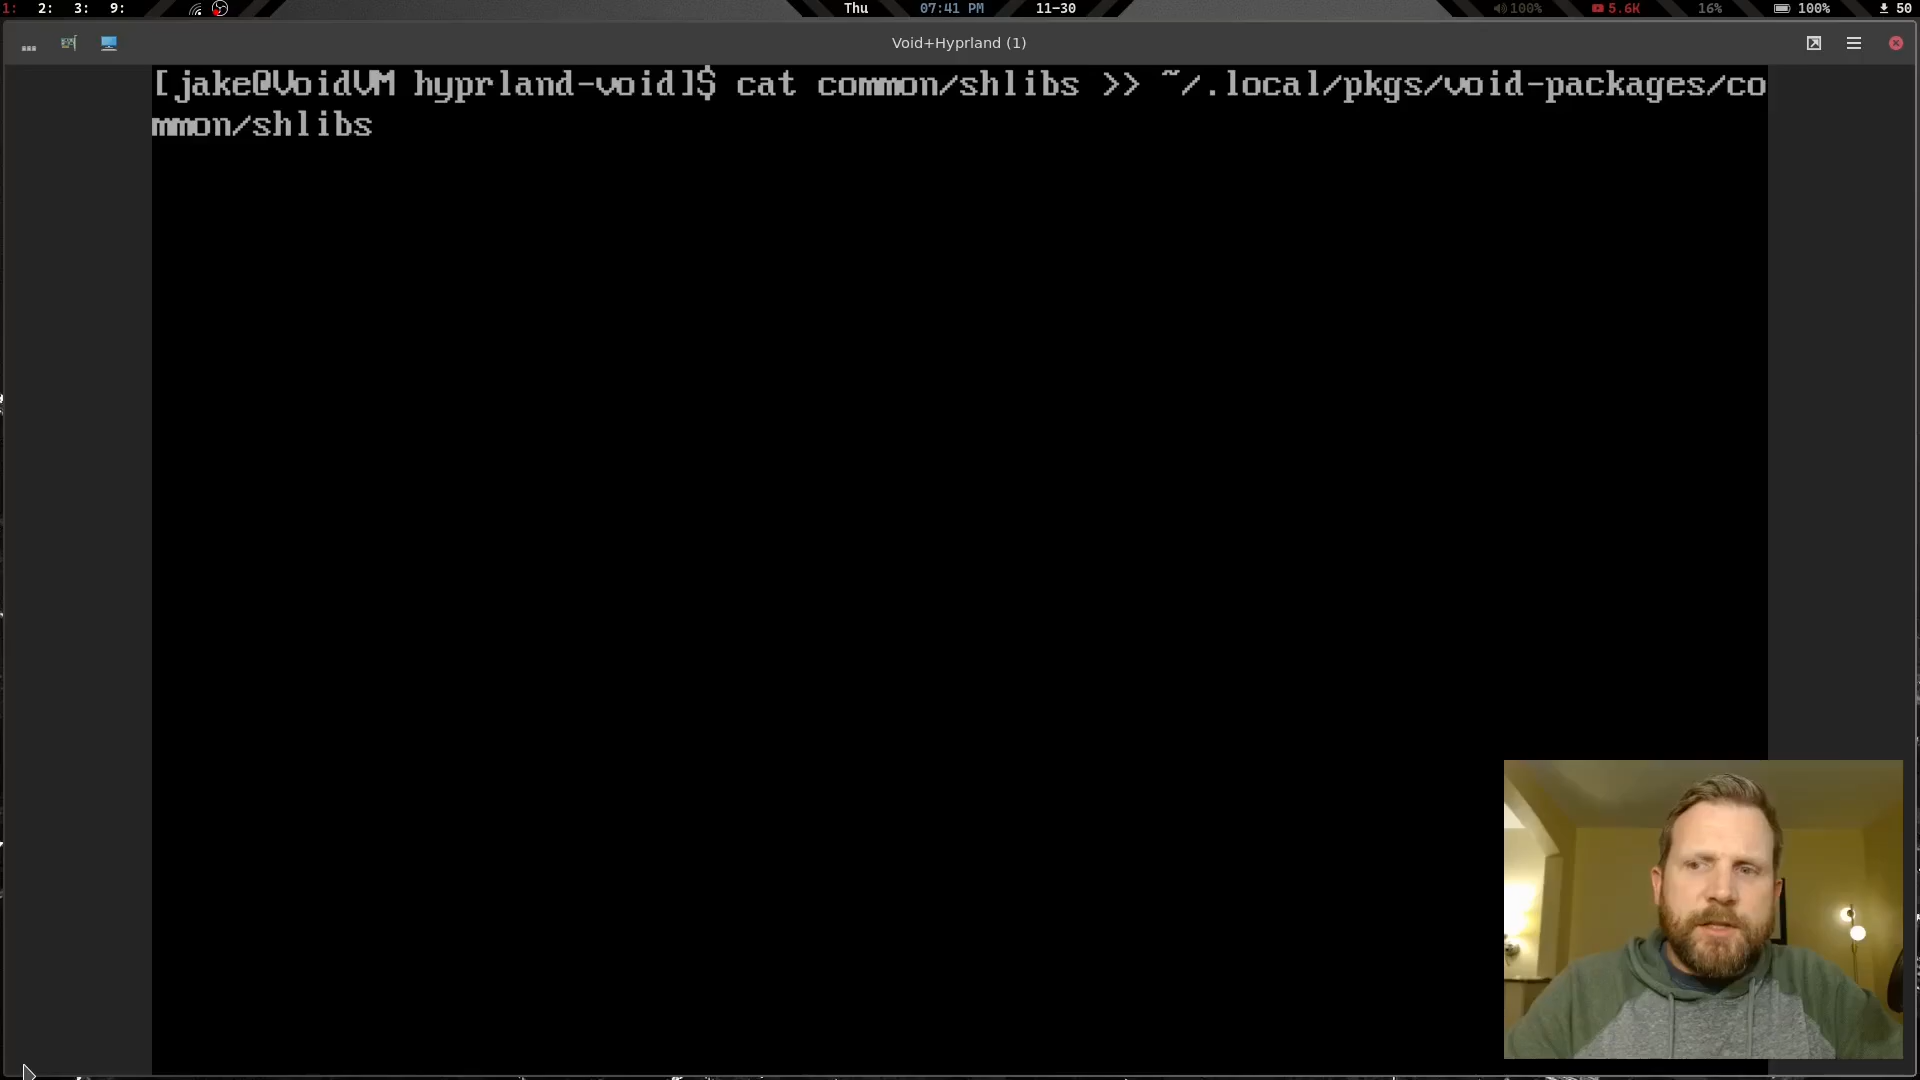 1: 2: 3: 9: Thu 07:41 PM 11-30 100% 5.6K 16% 100% 50
Void+Hyprland (1)
[jake@VoidVM hyprland-void]$ cat common/shlibs >> ~/.local/pkgs/void-packages/co
mmon/shlibs